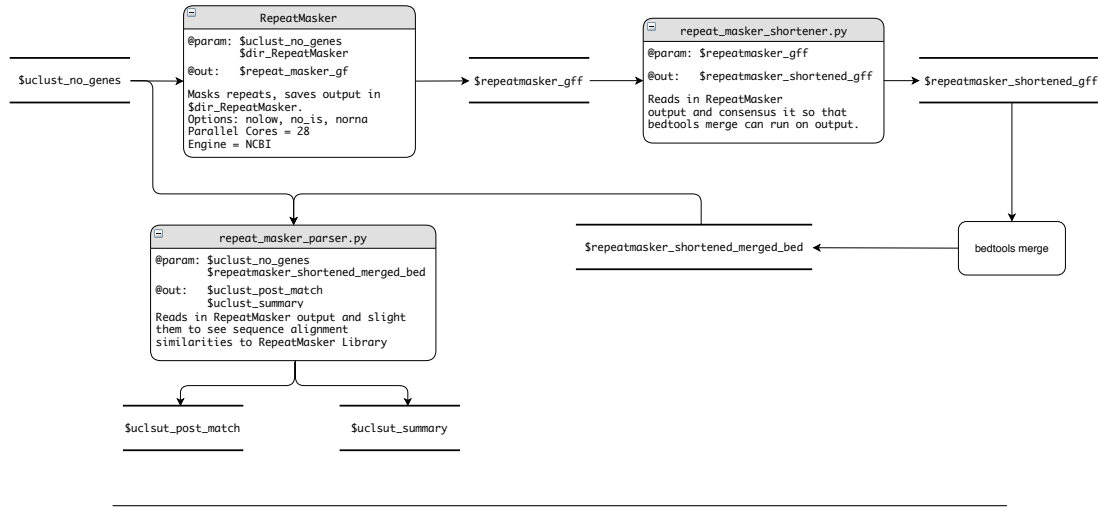 RepeatMasker
@param: $uclust_no_genes
$dir_RepeatMasker
@out: $repeat_masker_gf
Masks repeats, saves output in
$dir_RepeatMasker.
Options: nolow, no_is, norna
Parallel Cores = 28
Engine = NCBI
repeat_masker_shortener.py
@param: $repeatmasker_gff
@out: $repeatmasker_shortened_gff
Reads in RepeatMasker
output and consensus it so that
bedtools merge can run on output.
$uclust_no_genes
$repeatmasker_gff
$repeatmasker_shortened_gff
repeat_masker_parser.py
@param: $uclust_no_genes
$repeatmasker_shortened_merged_bed
@out: $uclust_post_match
$uclust_summary
Reads in RepeatMasker output and slight
them to see sequence alignment
similarities to RepeatMasker Library
$repeatmasker_shortened_merged_bed
bedtools merge
$uclsut_post_match
$uclsut_summary